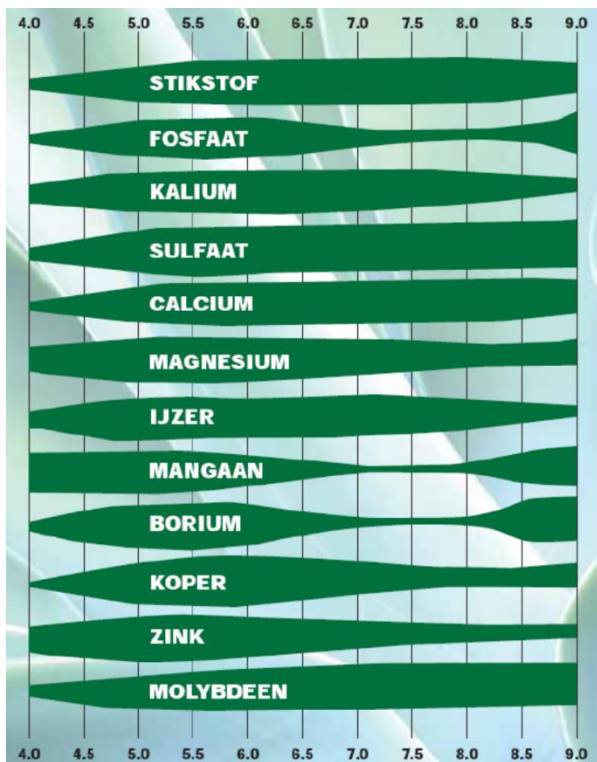 4.0 4.5 5.0 5.5 6.0 6.5 7.0 7.5 8.0 8.5 9.0
STIKSTOF
FOSFAAT
KALIUM
SULFAAT
CALCIUM
MAGNESIUM
IJZER
MANGAAN
BORIUM
KOPER
ZINK
MOLYBDEEN
4.0 4.5 5.0 5.5 6.0 6.5 7.0 7.5 8.0 8.5 9.0